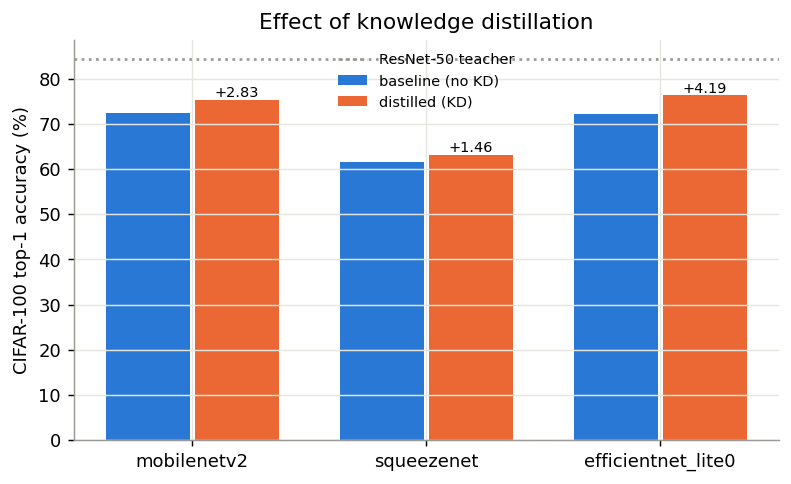 Effect of knowledge distillation
CIFAR-100 top-1 accuracy (%)
80
70
60
50
40
30
20
10
0
ResNet-50 teacher
baseline (no KD)
distilled (KD)
+2.83
+1.46
+4.19
mobilenetv2
squeezenet
efficientnet_lite0